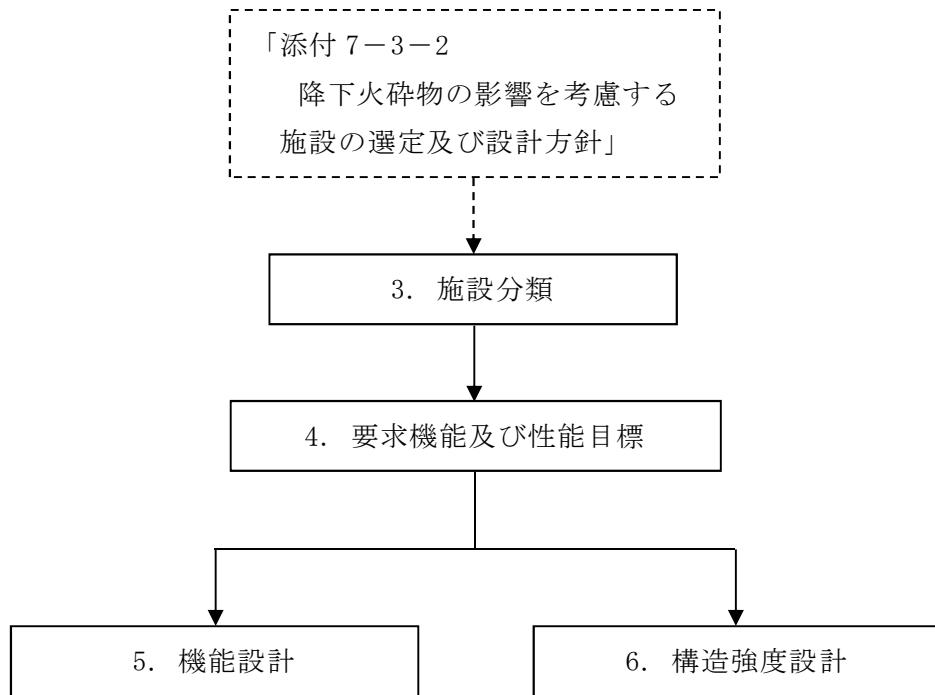 「添付 7－3－2
降下火砕物の影響を考慮する
施設の選定及び設計方針」
3. 施設分類
4. 要求機能及び性能目標
5. 機能設計
6. 構造強度設計